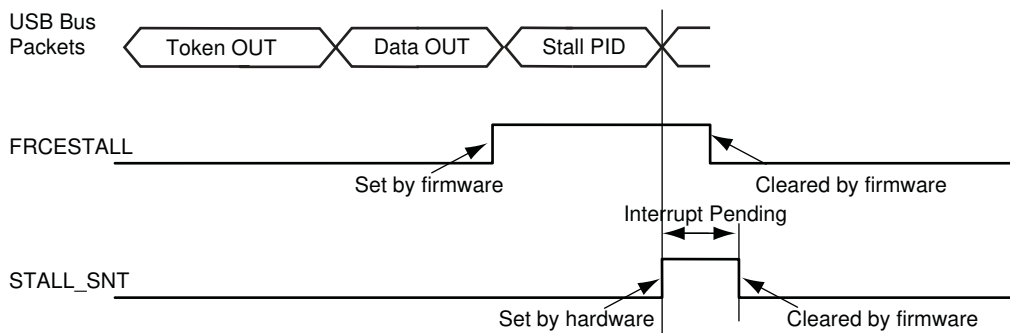 USB Bus
Packets
Token OUT
Data OUT
Stall PID
FRCESTALL
Set by firmware
Cleared by firmware
Interrupt Pending
STALL_SNT
Set by hardware
Cleared by firmware